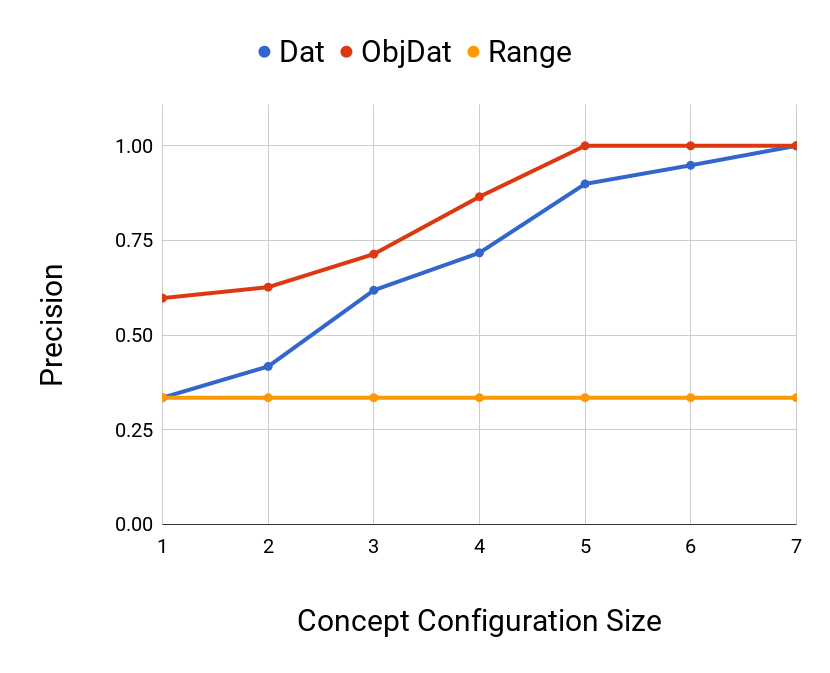 Dat ObjDat Range
1.00
0.75
0.50
0.25
0.00
Precision
1 2 3 4 5 6 7
Concept Configuration Size